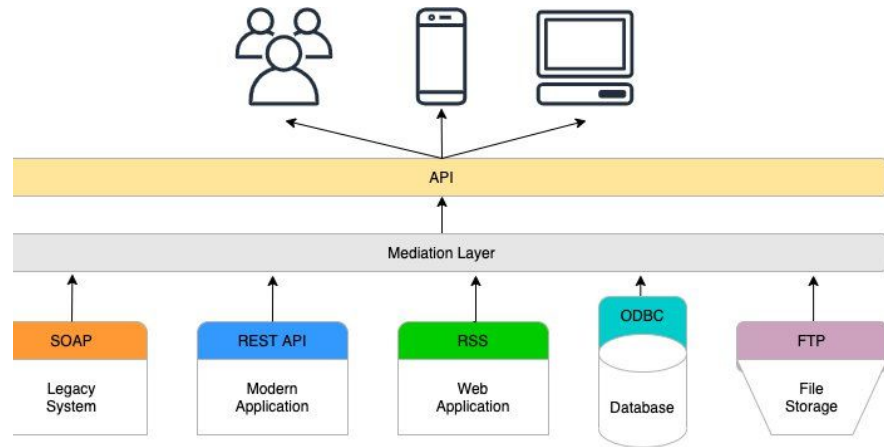 API
Mediation Layer
SOAP
REST API
RSS
ODBC
FTP
Legacy
System
Modern
Application
Web
Application
Database
File
Storage